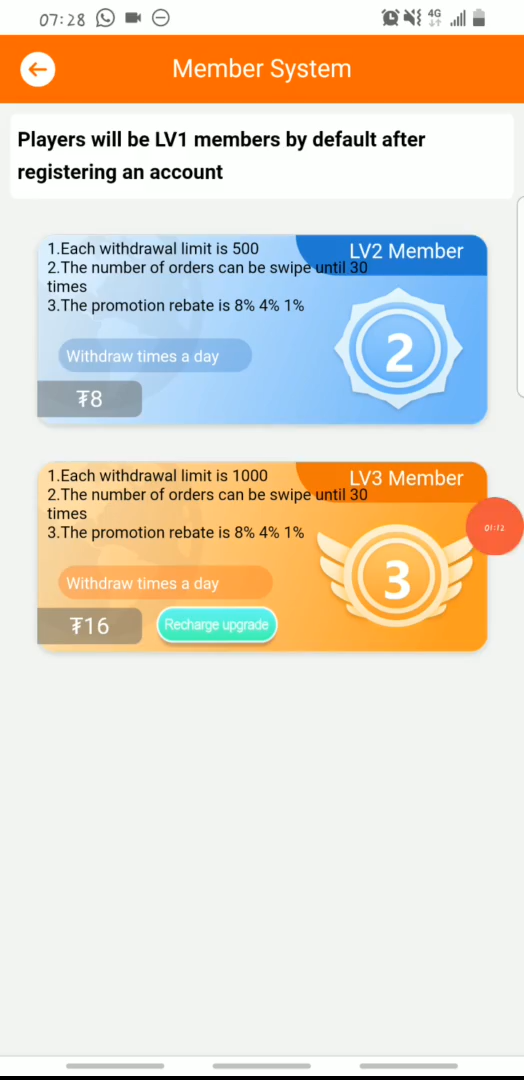 07:28
4G
Member System
Players will be LV1 members by default after
registering an account
LV2 Member
1.Each withdrawal limit is 500
2.The number of orders can be swipe until 30
times
3.The promotion rebate is 8% 4% 1%
2
Withdraw times a day
₮8
LV3 Member
1.Each withdrawal limit is 1000
2.The number of orders can be swipe until 30
times
3.The promotion rebate is 8% 4% 1%
01:12
3
Withdraw times a day
₮16
Recharge upgrade